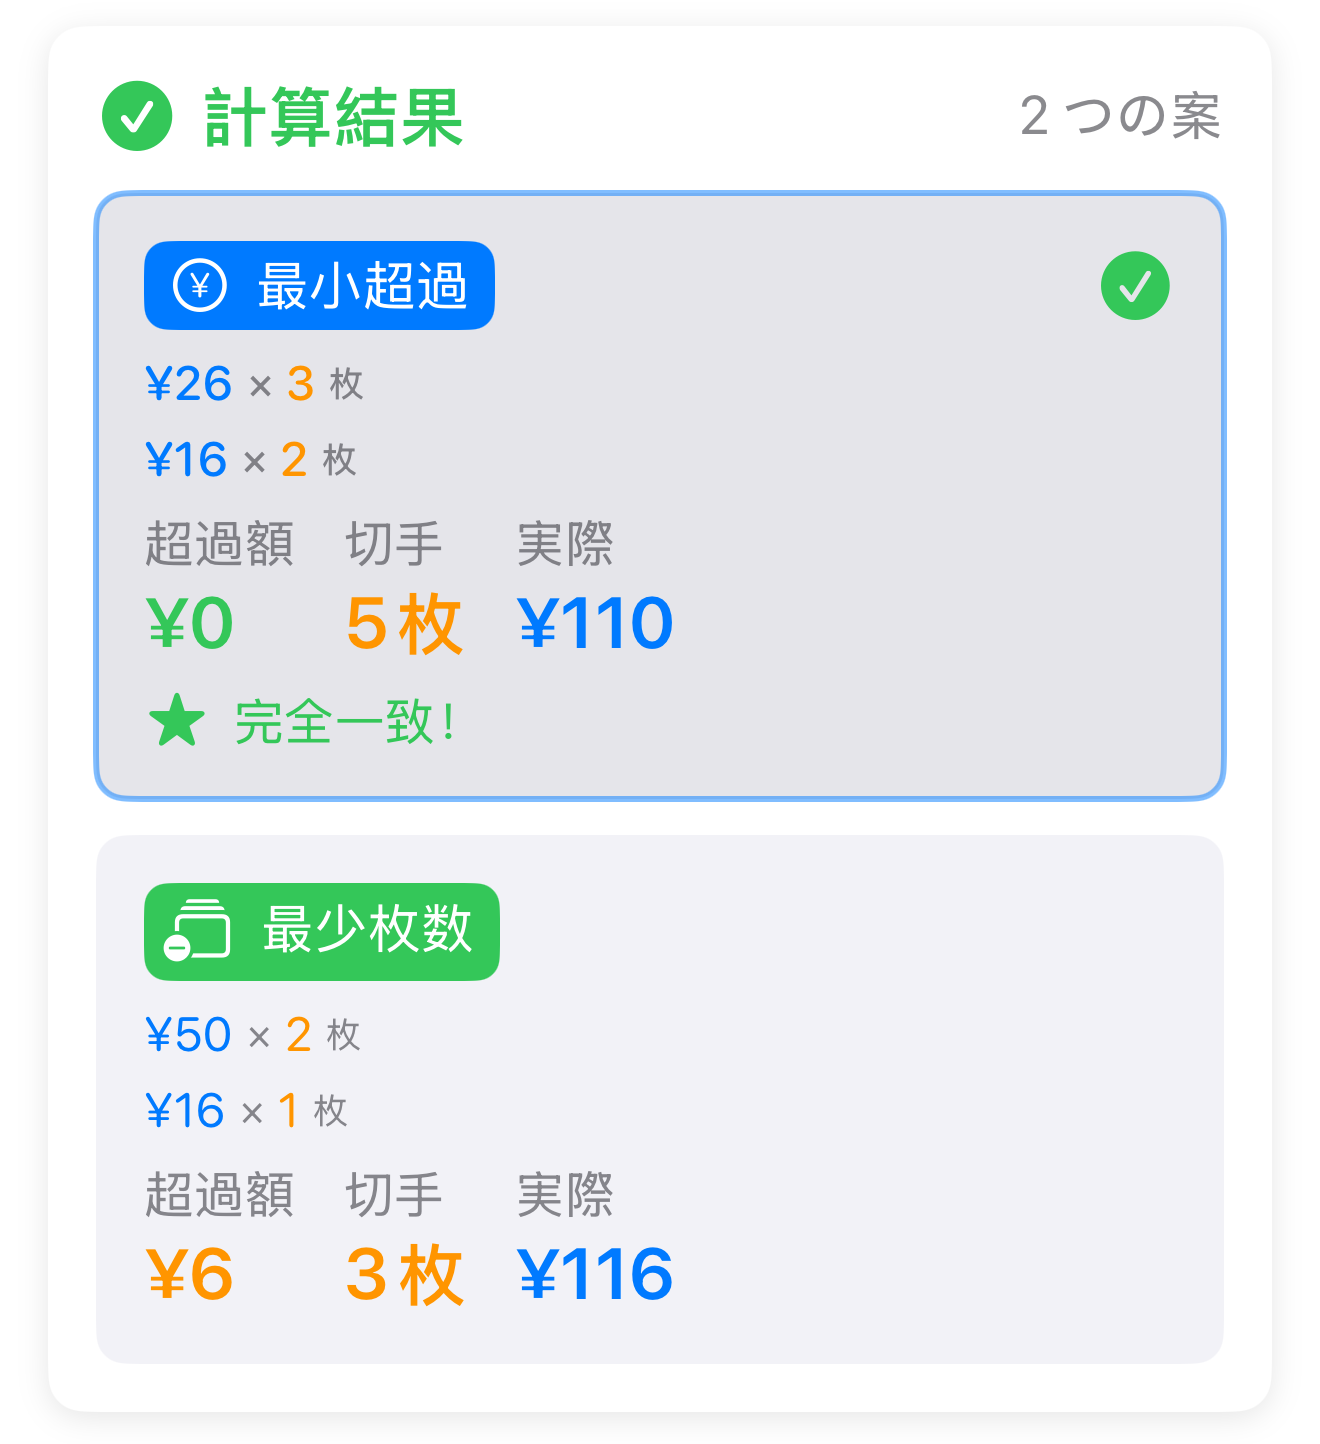 計算結果
2 つの案
最小超過
¥26 × 3 枚
¥16 × 2 枚
超過額 切手 実際
¥0 5 枚 ¥110
完全一致!
最少枚数
¥50 × 2 枚
¥16 × 1 枚
超過額 切手 実際
¥6 3 枚 ¥116